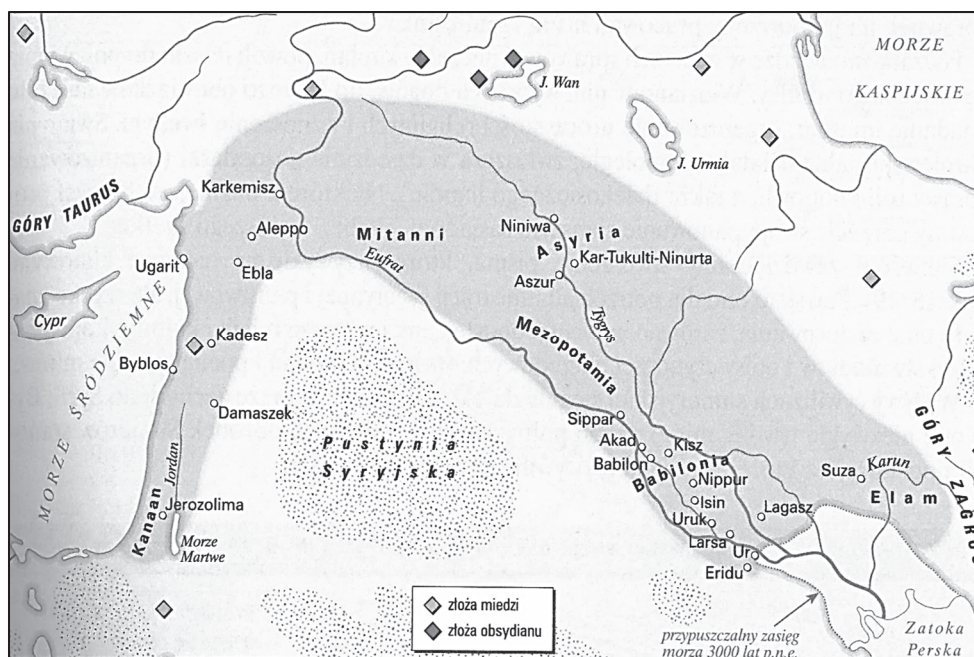 MORZE
KASPIJSKIE
J. Wan
J. Urmia
GÓRY TAURUS
Karkemisz
Aleppo
Mitanni
Eufrat
Niniwa
Asyria
Kar-Tukulti-Ninurta
Aszur
Tygrys
Ugarit
Ebla
Cypr
MORZE ŚRÓDZIEMNE
Kadesz
Byblos
Damaszek
Mezopotamia
Pustynia
Syryjska
Sippar
Akad
Kisz
Babilon
Babilonia
Nippur
Isin
Uruk
Larsa
Lagasz
Ur
Eridu
Suza
Karun
Elam
GÓRY ZAGROS
Kanaan
Jordan
Jerozolima
Morze
Martwe
złoża miedzi
złoża obsydianu
przypuszczalny zasięg
morza 3000 lat p.n.e.
Zatoka
Perska